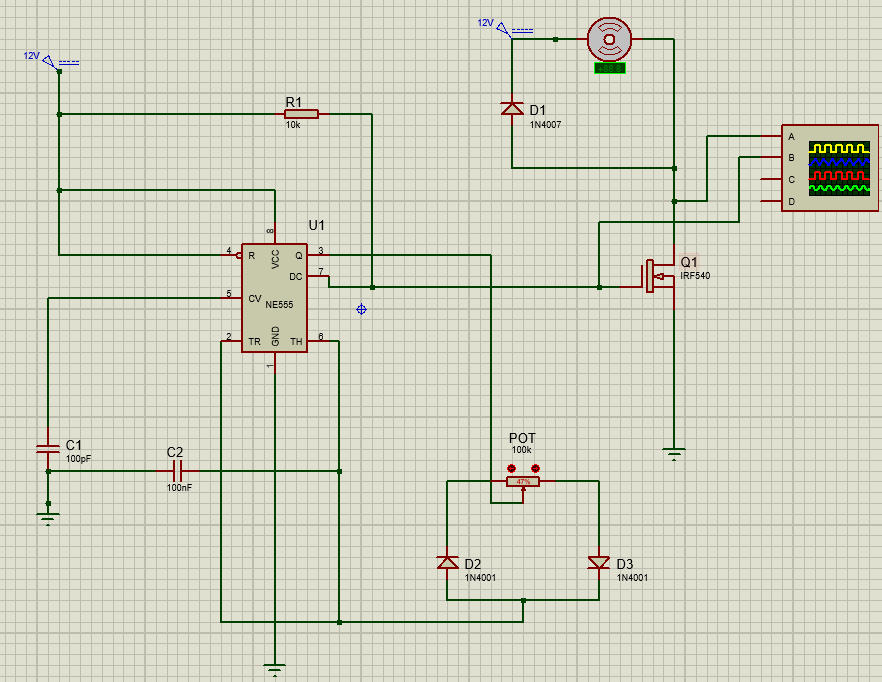 12V
12V
R1
10k
D1
1N4007
A
B
C
D
U1
8
4
R
VCC
Q
3
DC
7
5
CV
NE555
Q1
IRF540
2
TR
GND
TH
6
1
C1
100pF
C2
100nF
POT
100k
47%
D2
1N4001
D3
1N4001